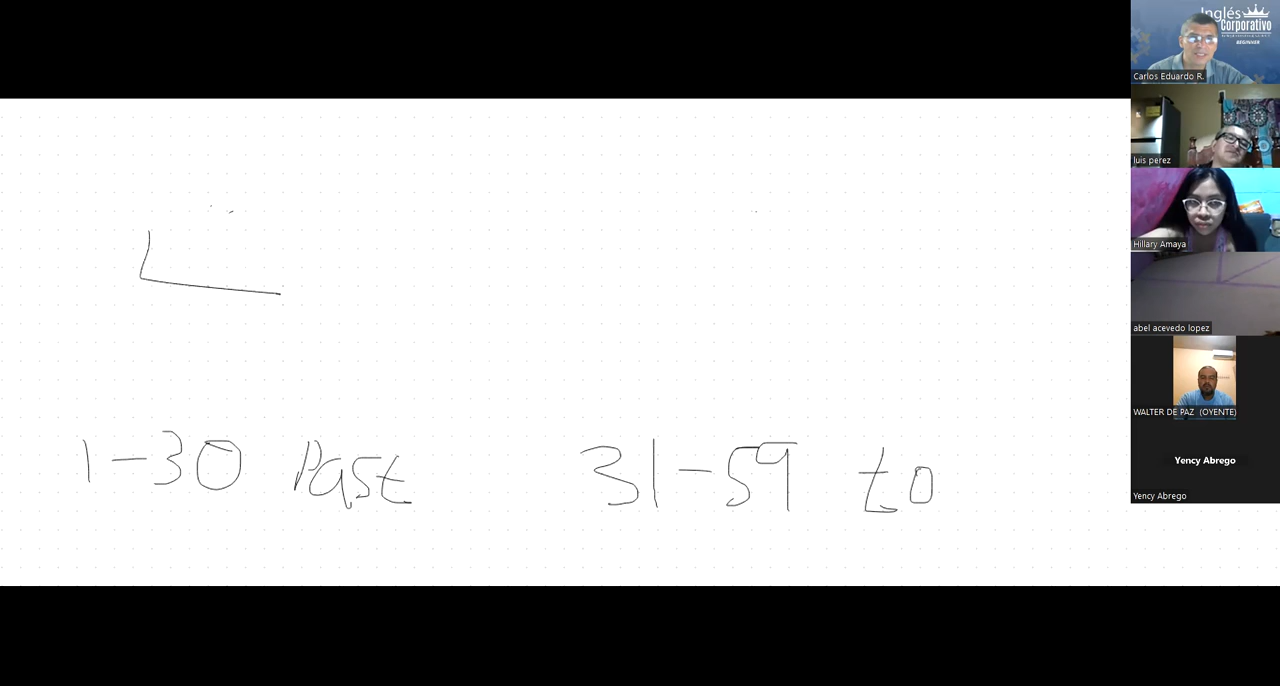 Inglés
Corporativo
BEGINNER
Carlos Eduardo R.
luis perez
Hillary Amaya
abel acevedo lopez
WALTER DE PAZ (OYENTE)
Yency Abrego
Yency Abrego
1-30 Past 31-59 to